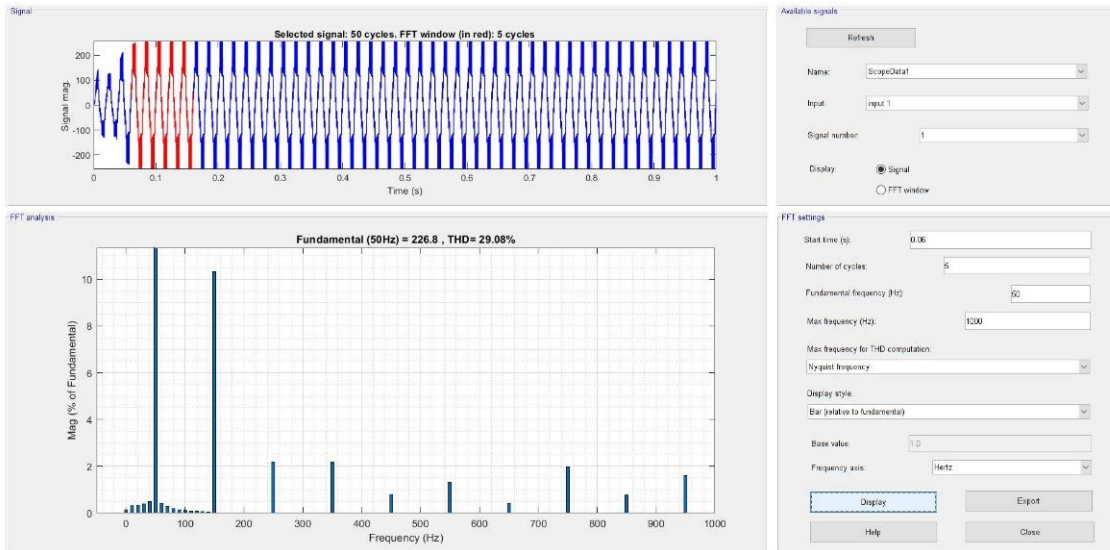 Signal
Selected signal: 50 cycles. FFT window (in red): 5 cycles
200
100
0
-100
-200
Signal mag.
0 0.1 0.2 0.3 0.4 0.5 0.6 0.7 0.8 0.9 1
Time (s)
Available signals
Refresh
Name: ScopeData1
Input: input 1
Signal number: 1
Display: Signal
FFT window
FFT analysis
Fundamental (50Hz) = 226.8 , THD= 29.08%
10
8
6
4
2
0
Mag (% of Fundamental)
0 100 200 300 400 500 600 700 800 900 1000
Frequency (Hz)
FFT settings
Start time (s): 0.06
Number of cycles: 5
Fundamental frequency (Hz): 50
Max frequency (Hz): 1000
Max frequency for THD computation:
Nyquist frequency
Display style:
Bar (relative to fundamental)
Base value: 1.0
Frequency axis: Hertz
Display Export
Help Close